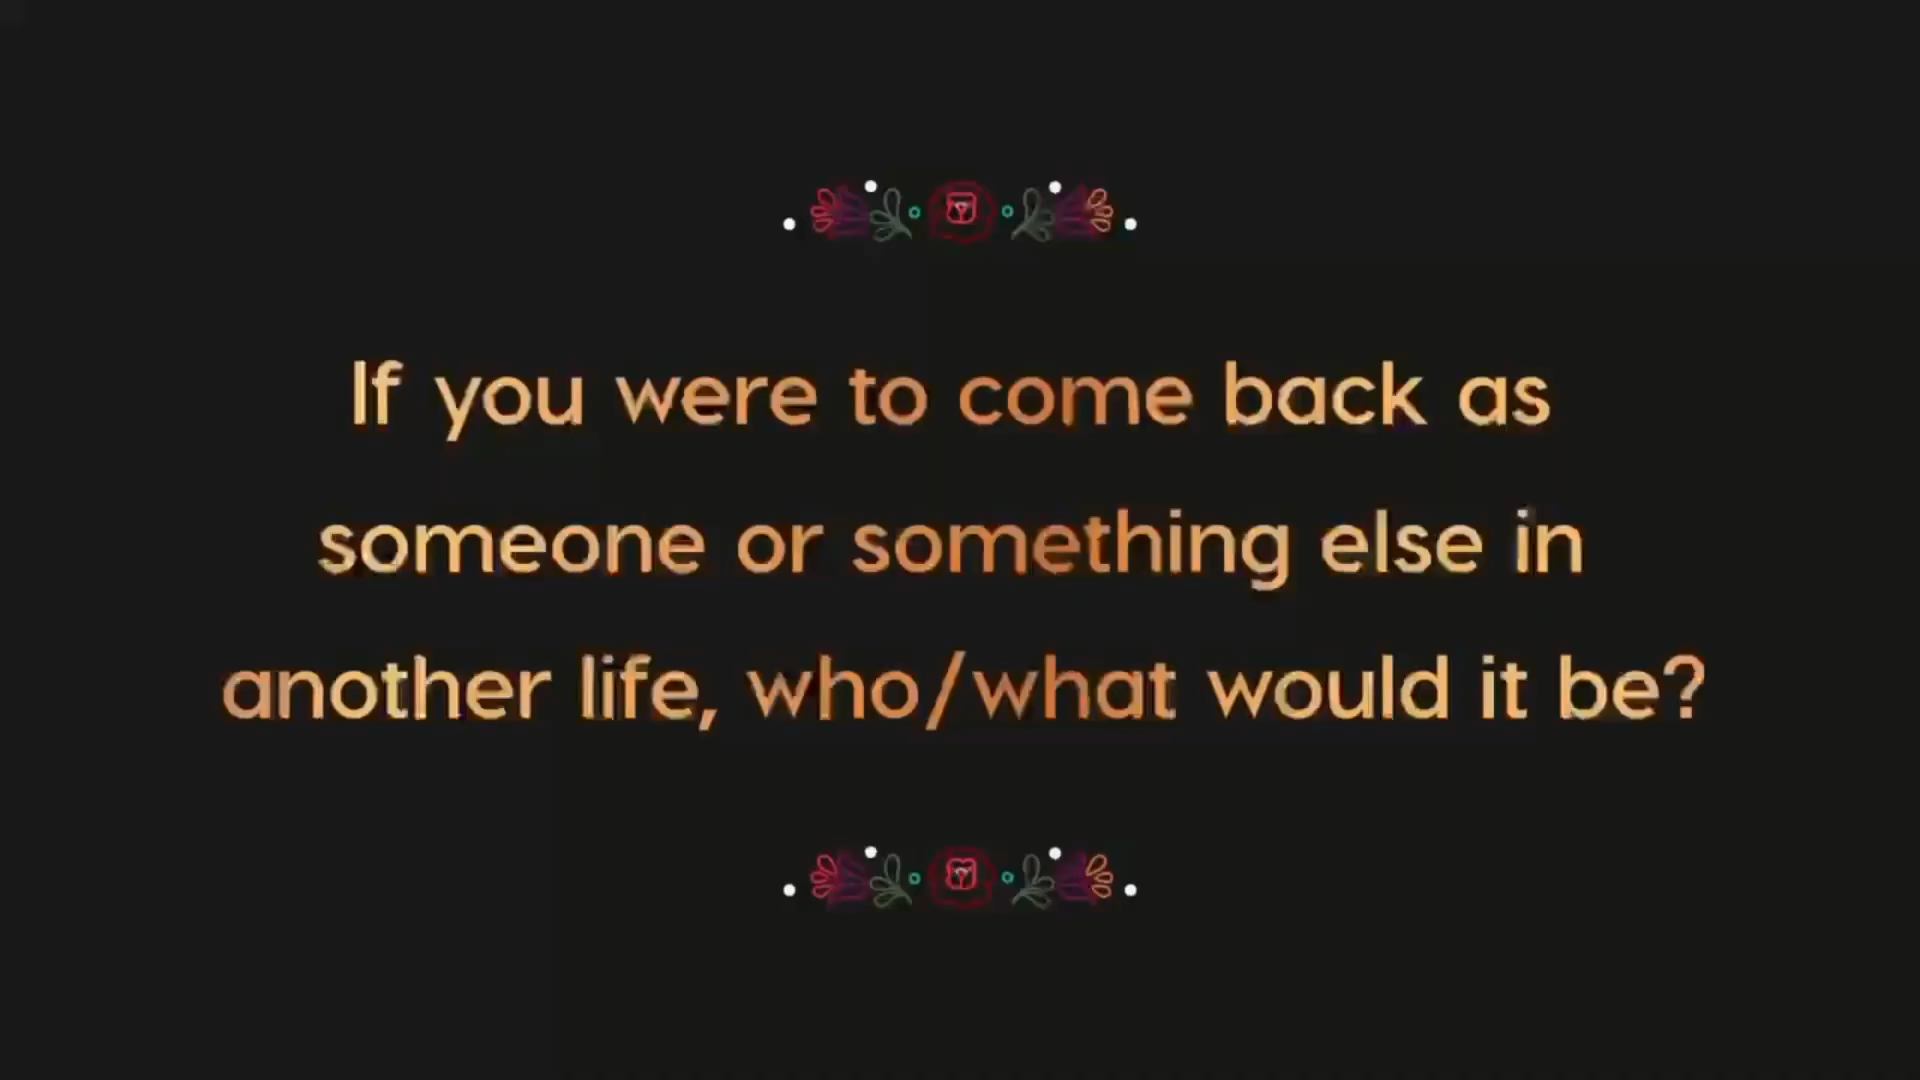 If you were to come back as
someone or something else in
another life, who/what would it be?